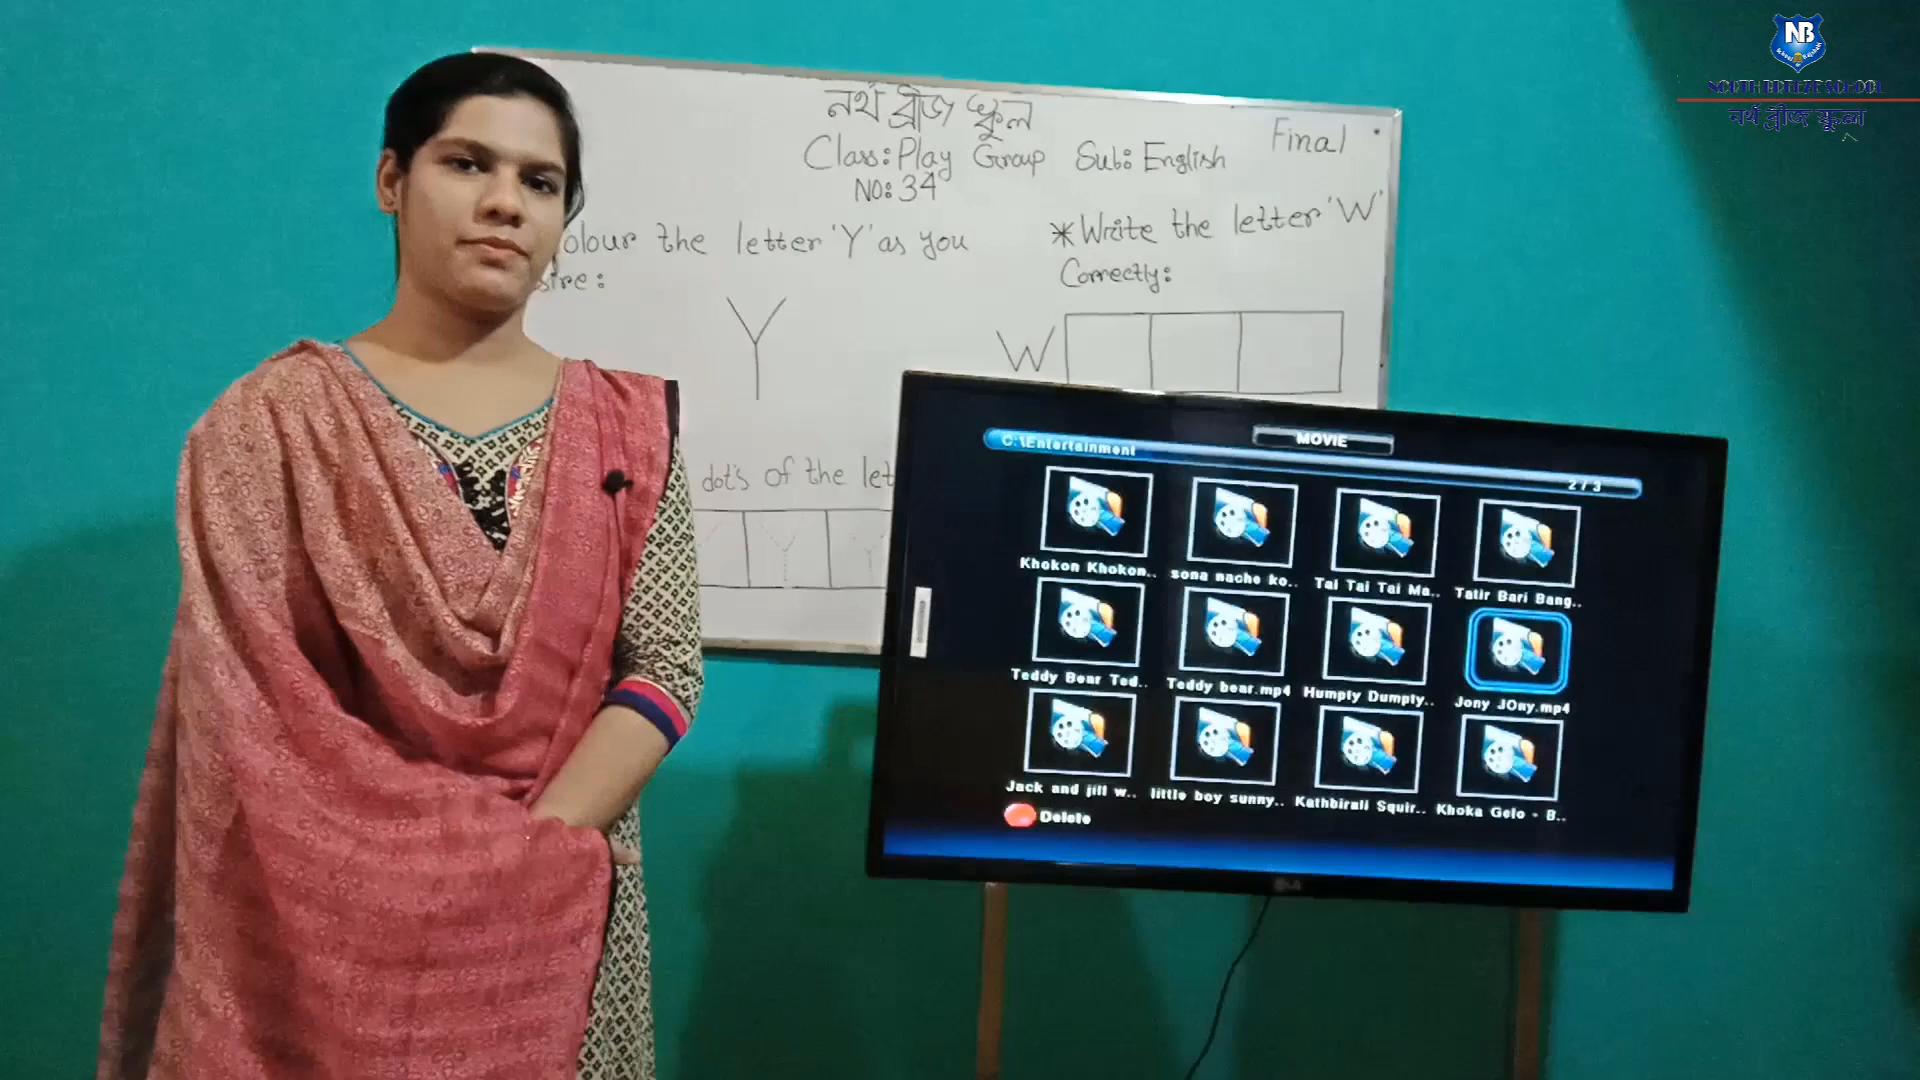 নর্থ ব্রীজ স্কুল
Class: Play Group Sub: English
Final
No: 34
olour the letter 'Y' as you
sire:
Y
*Write the letter 'W'
Correctly:
W
dot's of the let
Y Y
MOVIE
C:\Entertainment
2 / 3
Khokon Khokon.. sona nache ko.. Tai Tai Tai Ma.. Tatir Bari Bang..
Teddy Bear Ted.. Teddy bear.mp4 Humpty Dumpty.. Jony JOny.mp4
Jack and jill w.. little boy sunny.. Kathbirali Squir.. Khoka Gelo - B..
Delete
LG
NB
NORTH BRIDGE SCHOOL
নর্থ ব্রীজ স্কুল